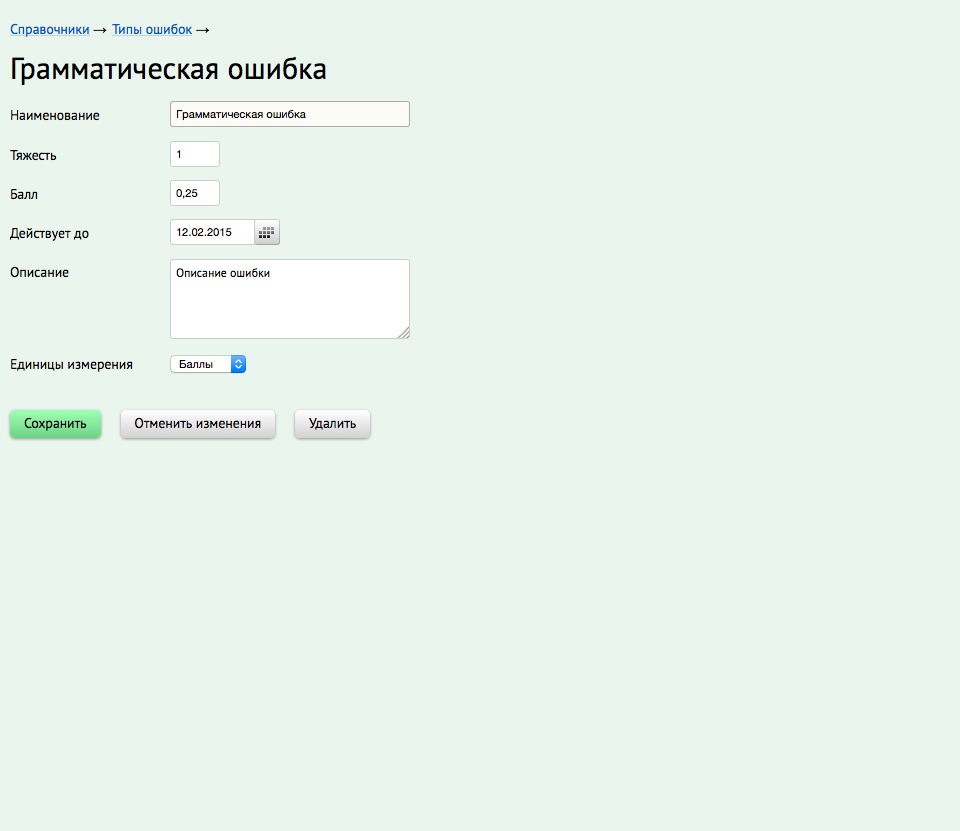 Справочники → Типы ошибок →
Грамматическая ошибка
Наименование Грамматическая ошибка
Тяжесть 1
Балл 0,25
Действует до 12.02.2015
Описание Описание ошибки
Единицы измерения Баллы
Сохранить Отменить изменения Удалить